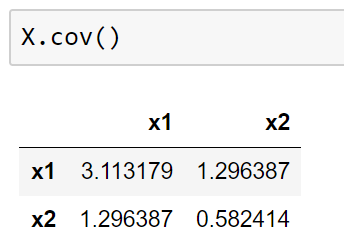 X.cov()
x1 x2
x1 3.113179 1.296387
x2 1.296387 0.582414